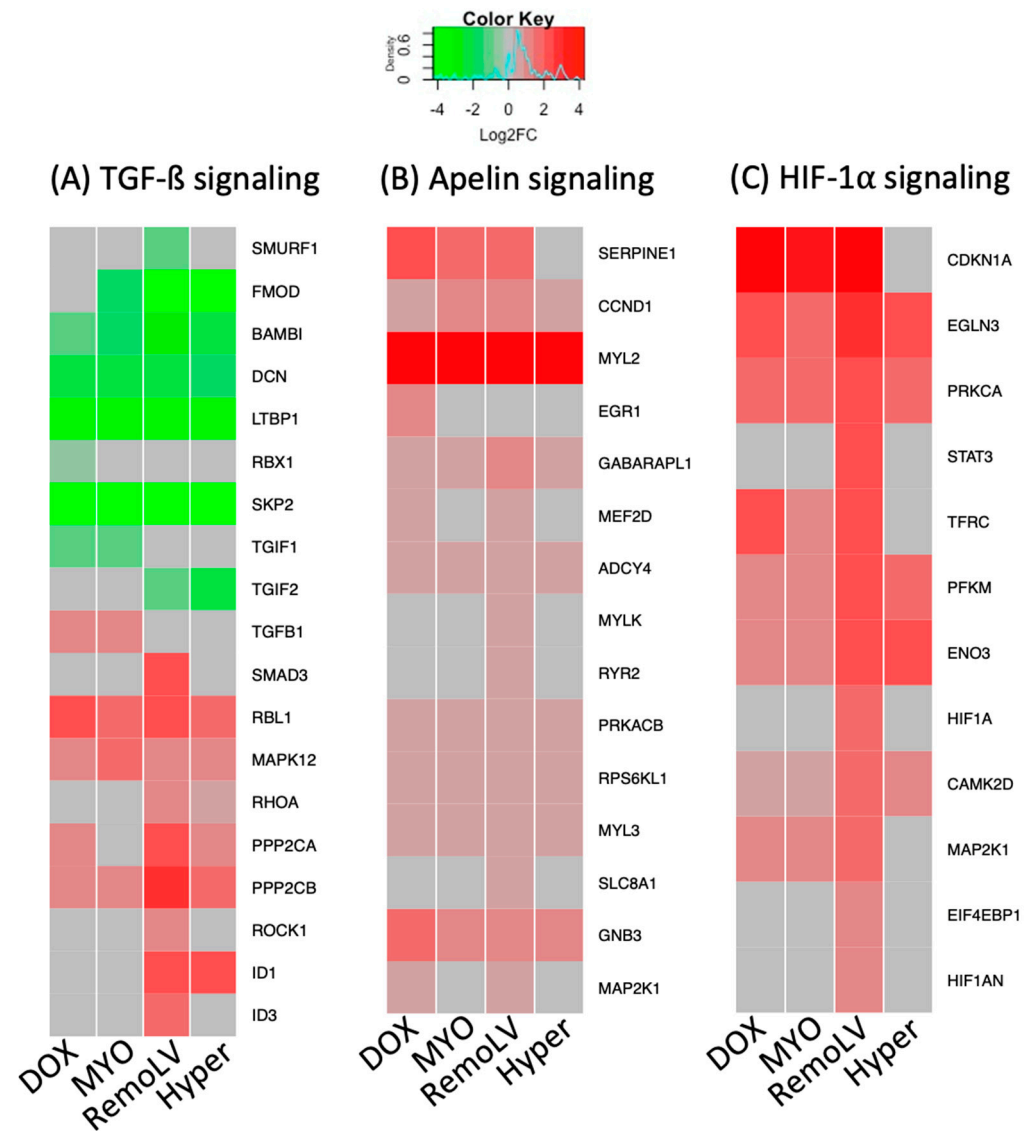 Color Key
Density
0 0.6
-4 -2 0 2 4
Log2FC
(A) TGF-ß signaling
SMURF1
FMOD
BAMBI
DCN
LTBP1
RBX1
SKP2
TGIF1
TGIF2
TGFB1
SMAD3
RBL1
MAPK12
RHOA
PPP2CA
PPP2CB
ROCK1
ID1
ID3
DOX MYO RemoLV Hyper
(B) Apelin signaling
SERPINE1
CCND1
MYL2
EGR1
GABARAPL1
MEF2D
ADCY4
MYLK
RYR2
PRKACB
RPS6KL1
MYL3
SLC8A1
GNB3
MAP2K1
DOX MYO RemoLV Hyper
(C) HIF-1α signaling
CDKN1A
EGLN3
PRKCA
STAT3
TFRC
PFKM
ENO3
HIF1A
CAMK2D
MAP2K1
EIF4EBP1
HIF1AN
DOX MYO RemoLV Hyper